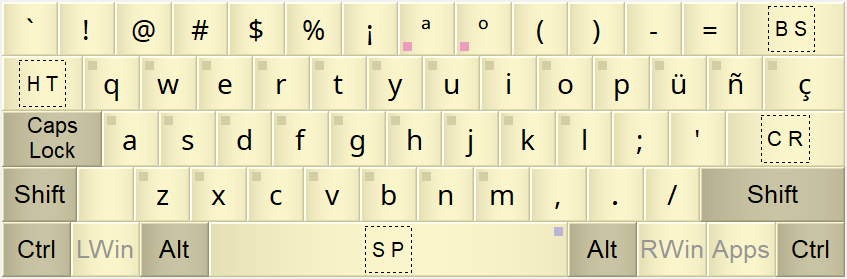 ` ! @ # $ % ¡ ª º ( ) - = BS
HT q w e r t y u i o p ü ñ ç
Caps Lock a s d f g h j k l ; ' CR
Shift z x c v b n m , . / Shift
Ctrl LWin Alt SP Alt RWin Apps Ctrl